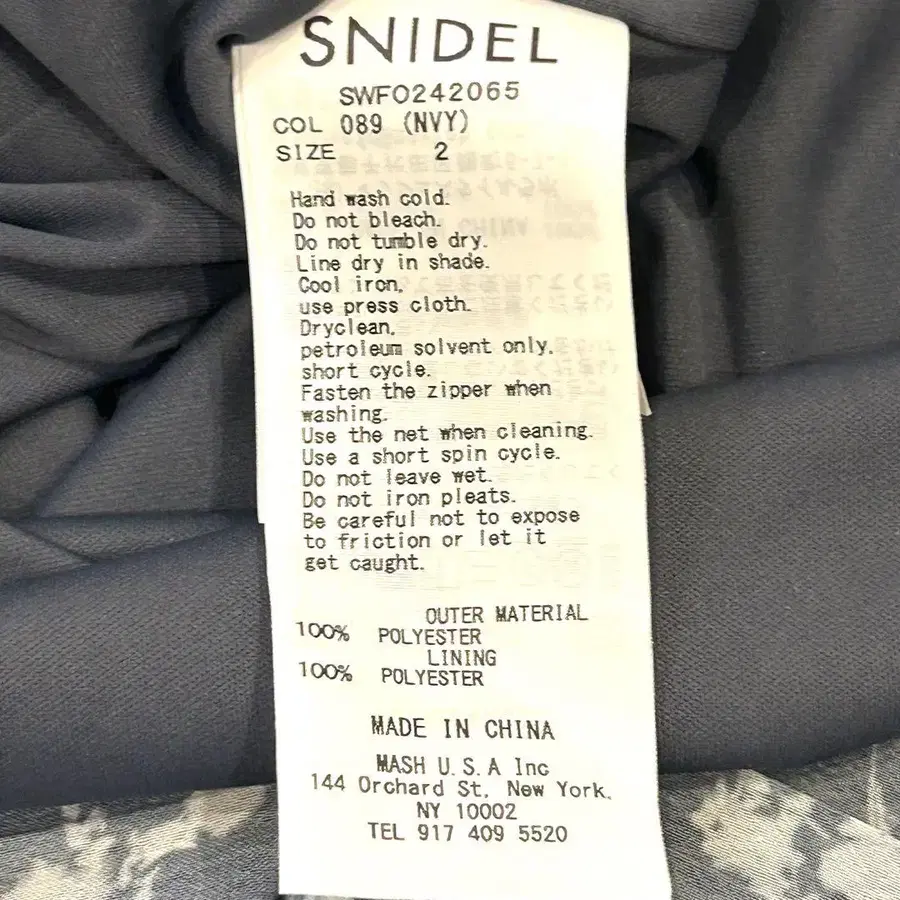 SNIDEL
SWFO242065
COL 089 (NVY)
SIZE 2
Hand wash cold.
Do not bleach.
Do not tumble dry.
Line dry in shade.
Cool iron,
use press cloth.
Dryclean,
petroleum solvent only,
short cycle.
Fasten the zipper when
washing.
Use the net when cleaning.
Use a short spin cycle.
Do not leave wet.
Do not iron pleats.
Be careful not to expose
to friction or let it
get caught.
OUTER MATERIAL
100% POLYESTER
LINING
100% POLYESTER
MADE IN CHINA
MASH U.S.A Inc
144 Orchard St, New York,
NY 10002
TEL 917 409 5520